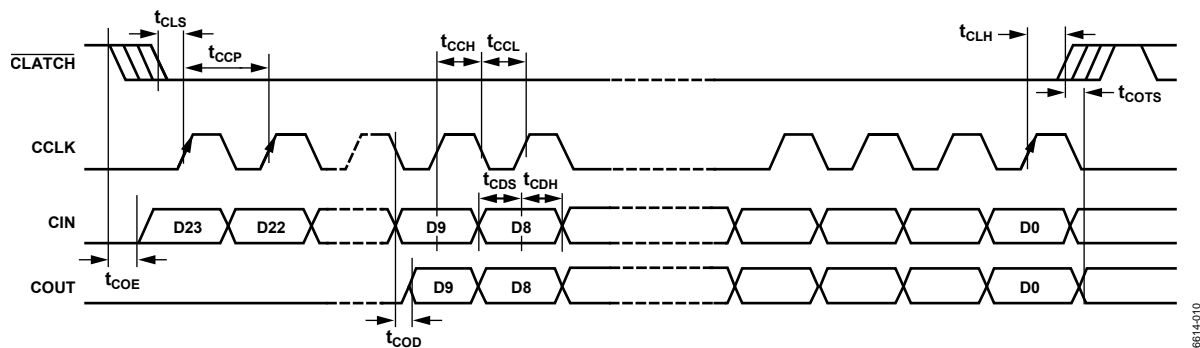 tCLS
tCCP
tCCH
tCCL
tCLH
CLATCH
tCOTS
CCLK
tCDS
tCDH
CIN
D23
D22
D9
D8
D0
tCOE
COUT
D9
D8
D0
tCOD
6614-010